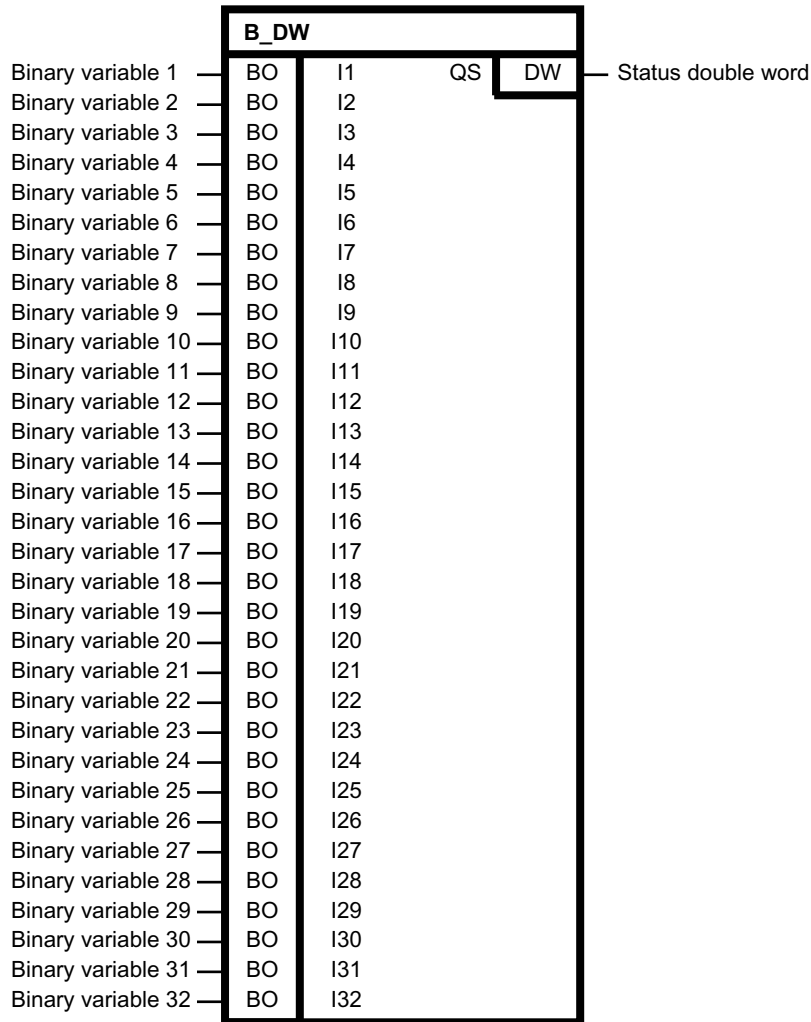 B_DW
Binary variable 1 BO I1 QS DW Status double word
Binary variable 2 BO I2
Binary variable 3 BO I3
Binary variable 4 BO I4
Binary variable 5 BO I5
Binary variable 6 BO I6
Binary variable 7 BO I7
Binary variable 8 BO I8
Binary variable 9 BO I9
Binary variable 10 BO I10
Binary variable 11 BO I11
Binary variable 12 BO I12
Binary variable 13 BO I13
Binary variable 14 BO I14
Binary variable 15 BO I15
Binary variable 16 BO I16
Binary variable 17 BO I17
Binary variable 18 BO I18
Binary variable 19 BO I19
Binary variable 20 BO I20
Binary variable 21 BO I21
Binary variable 22 BO I22
Binary variable 23 BO I23
Binary variable 24 BO I24
Binary variable 25 BO I25
Binary variable 26 BO I26
Binary variable 27 BO I27
Binary variable 28 BO I28
Binary variable 29 BO I29
Binary variable 30 BO I30
Binary variable 31 BO I31
Binary variable 32 BO I32